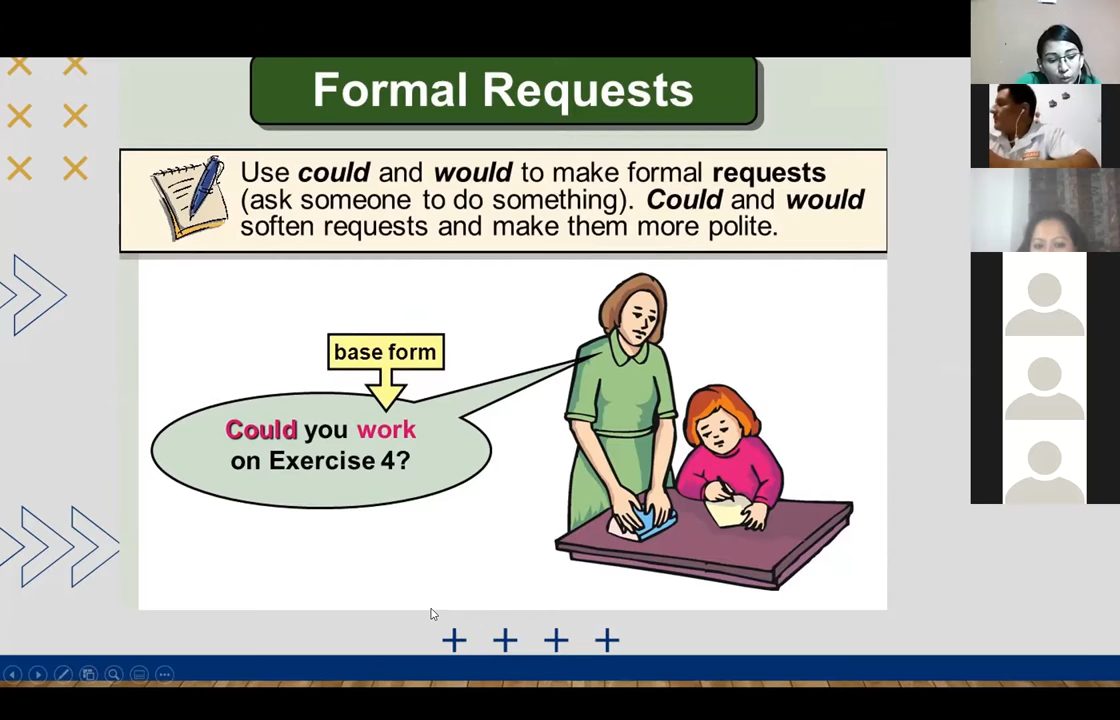 Formal Requests
Use could and would to make formal requests
(ask someone to do something). Could and would
soften requests and make them more polite.
base form
Could you work
on Exercise 4?